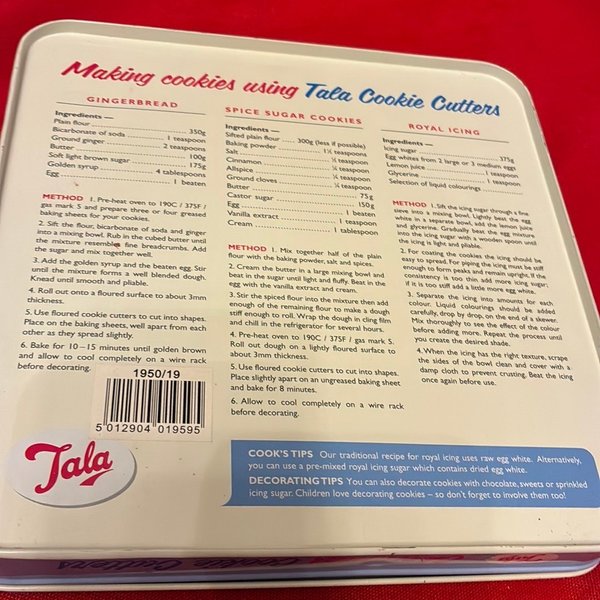 Making cookies using Tala Cookie Cutters
GINGERBREAD
Ingredients —
Plain flour ..... 350g
Bicarbonate of soda ..... 1 teaspoon
Ground ginger ..... 2 teaspoons
Butter ..... 100g
Soft light brown sugar ..... 175g
Golden syrup ..... 4 tablespoons
Egg ..... 1 beaten
METHOD 1. Pre-heat oven to 190C / 375F /
gas mark 5 and prepare three or four greased
baking sheets for your cookies.
2. Sift the flour, bicarbonate of soda and ginger
into a mixing bowl. Rub in the cubed butter until
the mixture resembles fine breadcrumbs. Add
the sugar and mix together well.
3. Add the golden syrup and the beaten egg. Stir
until the mixture forms a well blended dough.
Knead until smooth and pliable.
4. Roll out onto a floured surface to about 3mm
thickness.
5. Use floured cookie cutters to cut into shapes.
Place on the baking sheets, well apart from each
other as they spread slightly.
6. Bake for 10–15 minutes until golden brown
and allow to cool completely on a wire rack
before decorating.
SPICE SUGAR COOKIES
Ingredients —
Sifted plain flour ..... 300g (less if possible)
Baking powder ..... 1½ teaspoons
Salt ..... teaspoon
Cinnamon ..... teaspoon
Allspice ..... teaspoon
Ground cloves ..... teaspoon
Butter ..... teaspoon
Castor sugar ..... 75g
Egg ..... 150g
Vanilla extract ..... 1 beaten
Cream ..... 1 teaspoon
1 tablespoon
METHOD 1. Mix together half of the plain
flour with the baking powder, salt and spices.
2. Cream the butter in a large mixing bowl and
beat in the sugar until light and fluffy. Beat in the
egg with the vanilla extract and cream.
3. Stir the spiced flour into the mixture then add
enough of the remaining flour to make a dough
stiff enough to roll. Wrap the dough in cling film
and chill in the refrigerator for several hours.
4. Pre-heat oven to 190C / 375F / gas mark 5.
Roll out dough on a lightly floured surface to
about 3mm thickness.
5. Use floured cookie cutters to cut into shapes.
Place slightly apart on an ungreased baking sheet
and bake for 8 minutes.
6. Allow to cool completely on a wire rack
before decorating.
ROYAL ICING
Ingredients —
Icing sugar ..... 375g
Egg whites from 2 large or 3 medium eggs
Lemon juice ..... 1 teaspoon
Glycerine ..... 1 teaspoon
Selection of liquid colourings
METHOD 1. Sift the icing sugar through a fine
sieve into a mixing bowl. Lightly beat the egg
white in a separate bowl, add the lemon juice
and glycerine. Gradually beat the egg mixture
into the icing sugar with a wooden spoon until
the icing is light and pliable.
2. For coating the cookies the icing should be
easy to spread. For piping the icing must be stiff
enough to form peaks and remain upright. If the
consistency is too thin add more icing sugar;
if it is too stiff add a little more egg white.
3. Separate the icing into amounts for each
colour. Liquid colourings should be added
carefully, drop by drop, on the end of a skewer.
Mix thoroughly to see the effect of the colour
before adding more. Repeat the process until
you create the desired shade.
4. When the icing has the right texture, scrape
the sides of the bowl clean and cover with a
damp cloth to prevent crusting. Beat the icing
once again before use.
1950/19
5 012904 019595
Tala
COOK'S TIPS Our traditional recipe for royal icing uses raw egg white. Alternatively,
you can use a pre-mixed royal icing sugar which contains dried egg white.
DECORATING TIPS You can also decorate cookies with chocolate, sweets or sprinkled
icing sugar. Children love decorating cookies – so don't forget to involve them too!
Cookie Cutters
Tala